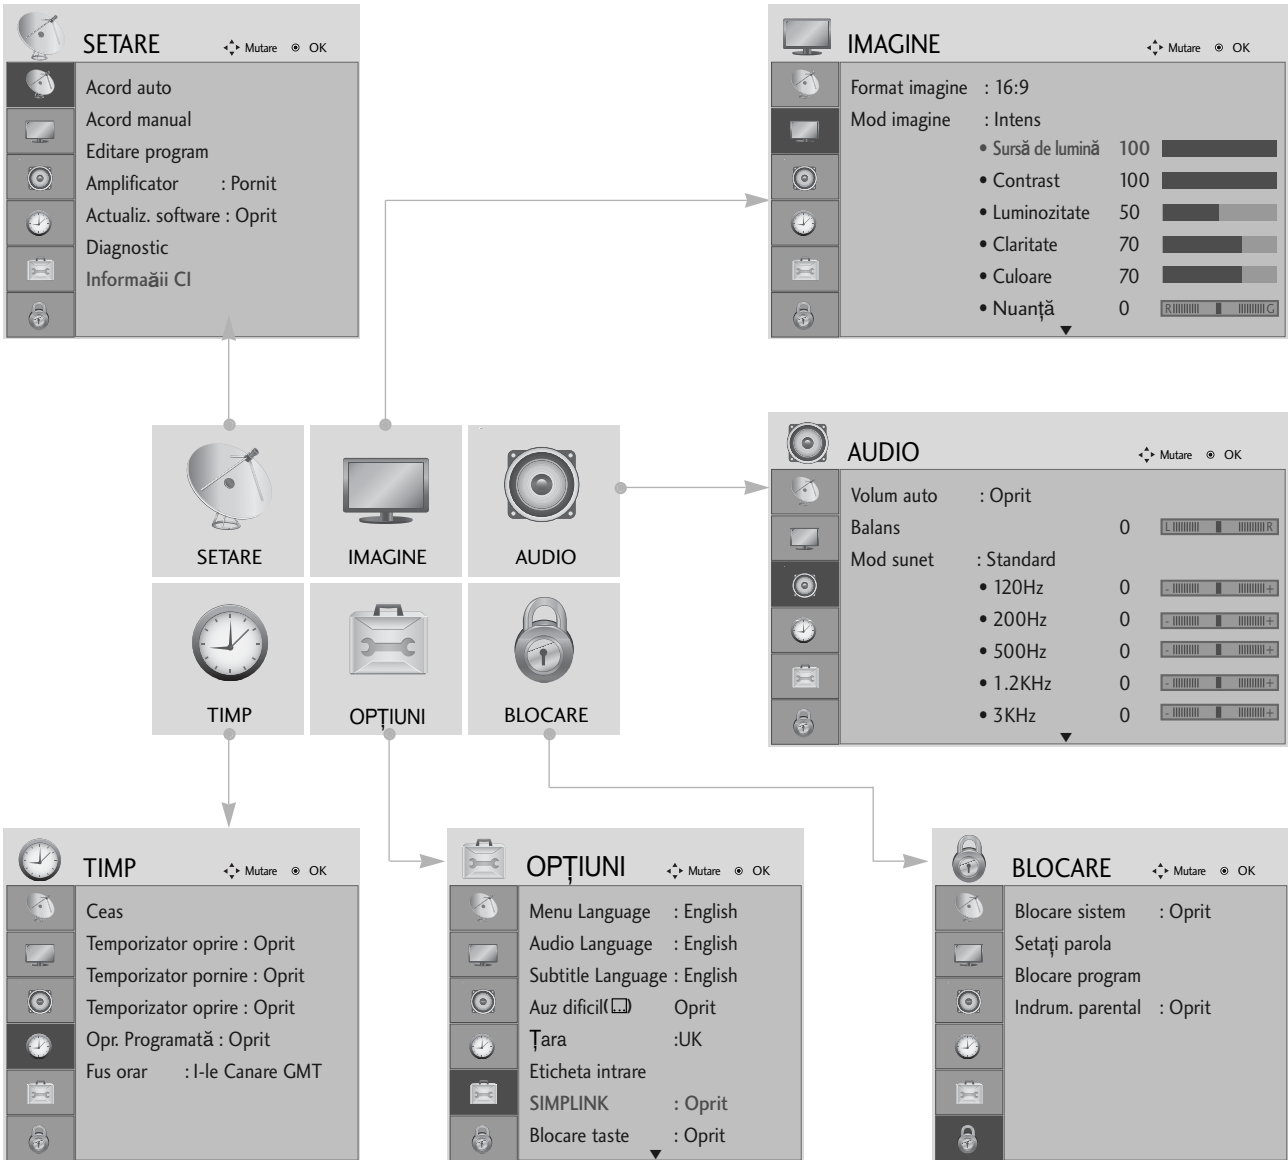 SETARE
Mutare OK
Acord auto
Acord manual
Editare program
Amplificator : Pornit
Actualiz. software : Oprit
Diagnostic
Informaăii CI
IMAGINE
Mutare OK
Format imagine : 16:9
Mod imagine : Intens
• Sursă de lumină 100
• Contrast 100
• Luminozitate 50
• Claritate 70
• Culoare 70
• Nuanţă 0 R G
SETARE
IMAGINE
AUDIO
TIMP
OPŢIUNI
BLOCARE
AUDIO
Mutare OK
Volum auto : Oprit
Balans 0 L R
Mod sunet : Standard
• 120Hz 0 - +
• 200Hz 0 - +
• 500Hz 0 - +
• 1.2KHz 0 - +
• 3KHz 0 - +
TIMP
Mutare OK
Ceas
Temporizator oprire : Oprit
Temporizator pornire : Oprit
Temporizator oprire : Oprit
Opr. Programată : Oprit
Fus orar : I-le Canare GMT
OPŢIUNI
Mutare OK
Menu Language : English
Audio Language : English
Subtitle Language : English
Auz dificil( ) Oprit
Ţara :UK
Eticheta intrare
SIMPLINK : Oprit
Blocare taste : Oprit
BLOCARE
Mutare OK
Blocare sistem : Oprit
Setaţi parola
Blocare program
Indrum. parental : Oprit